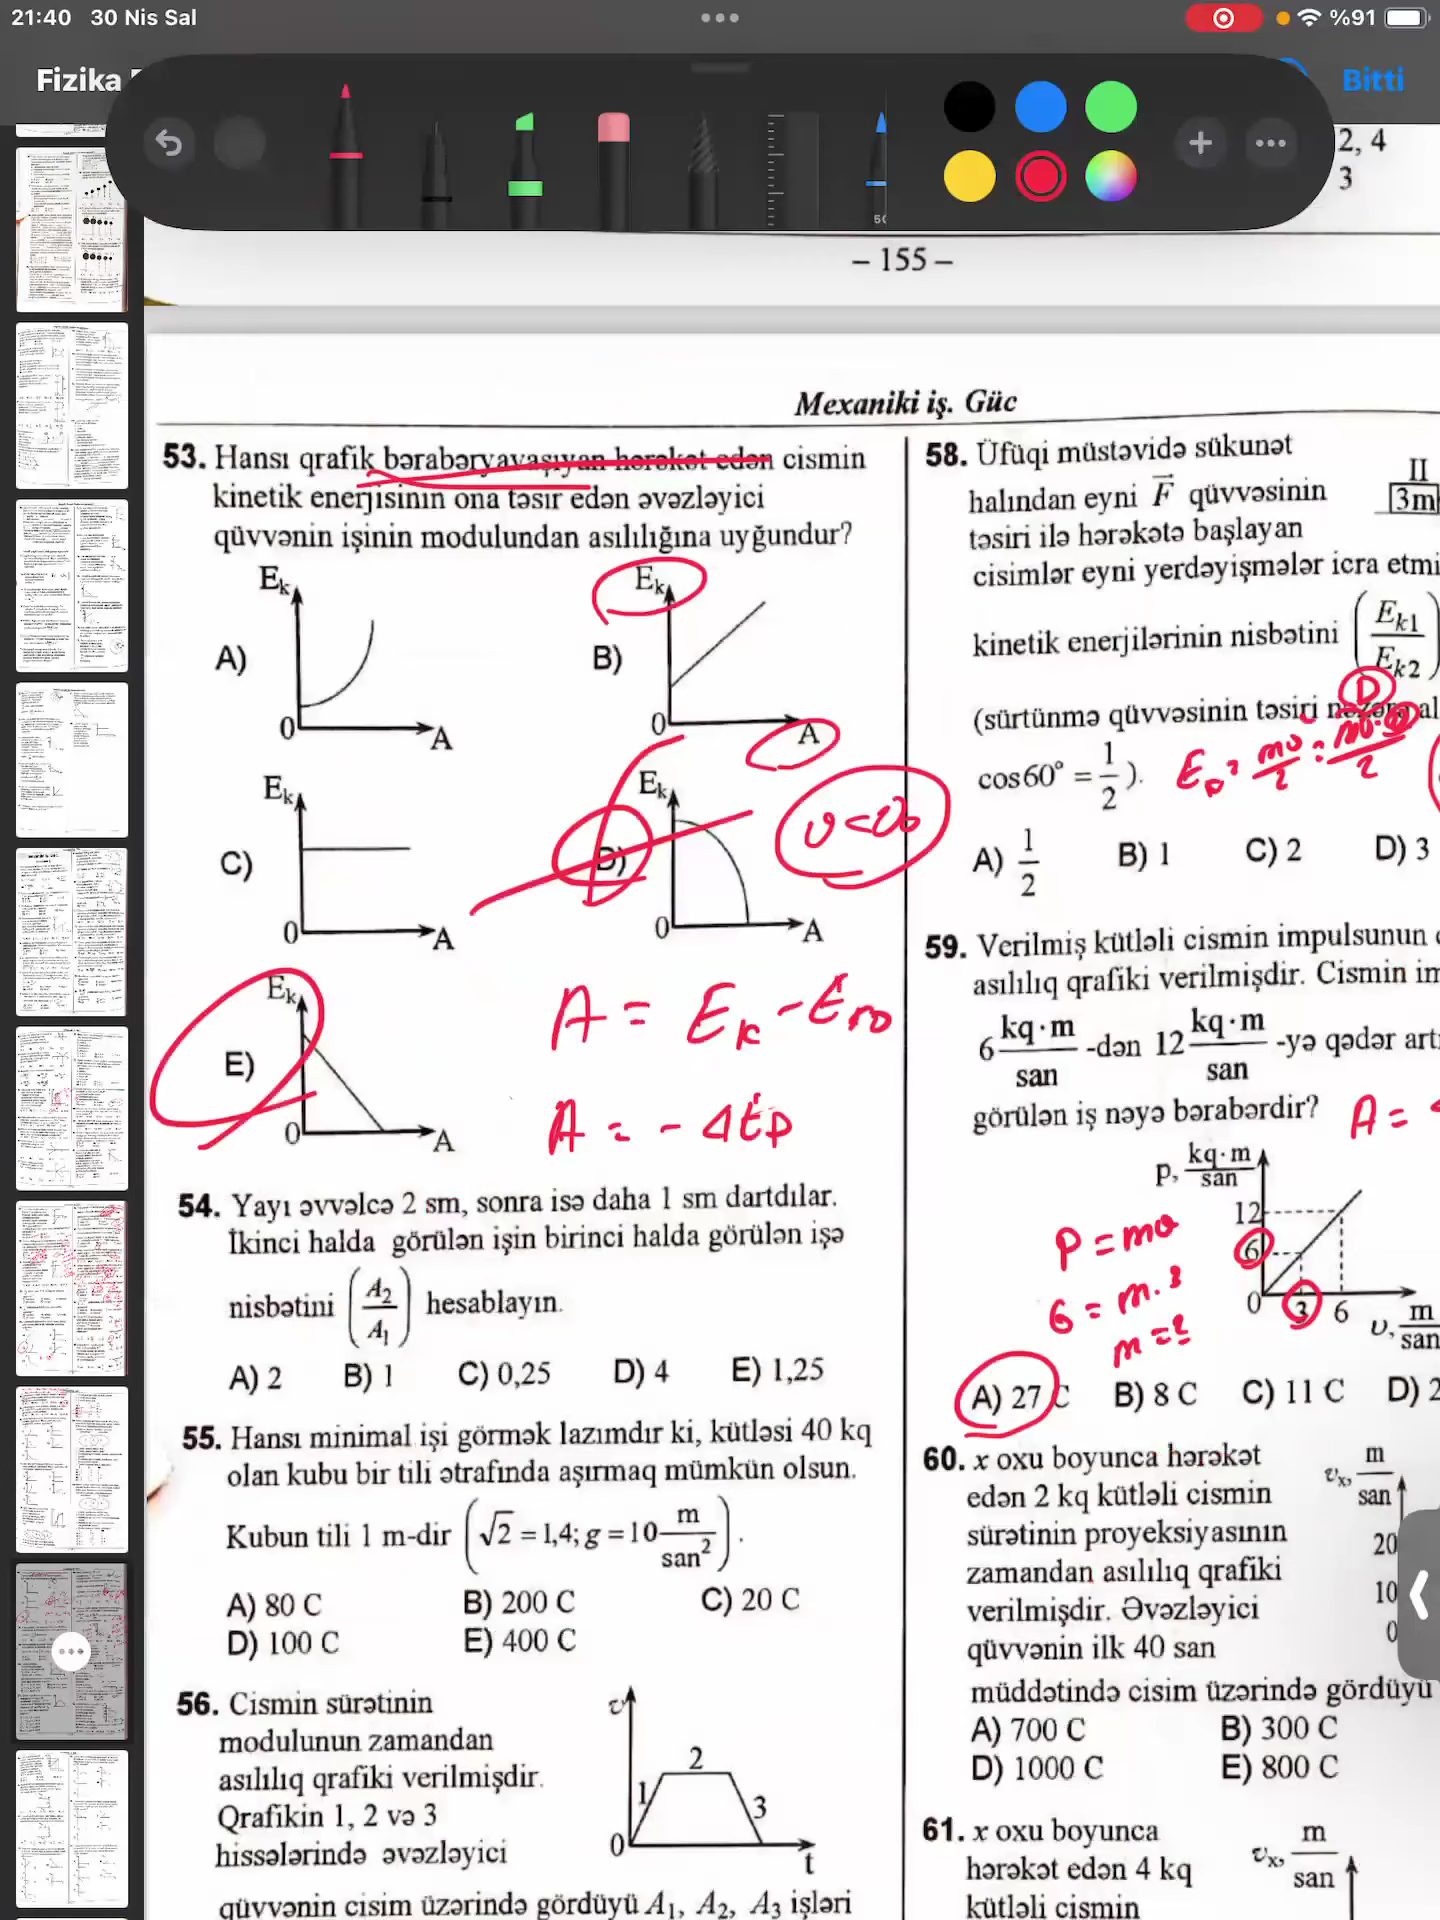 21:40 30 Nis Sal
%91
Fizika
Bitti
50
2, 4
3
– 155 –
Mexaniki iş. Güc
53. Hansı qrafik bərabəryavaşıyan hərəkət edən cismin
kinetik enerjisinin ona təsir edən əvəzləyici
qüvvənin işinin modulundan asılılığına uyğundur?
A) Ek 0 A
B) Ek 0 A
C) Ek 0 A
D) Ek 0 A
υ<υ₀
E) Ek 0 A
A = Ek - Ek0
A = - ΔEp
54. Yayı əvvəlcə 2 sm, sonra isə daha 1 sm dartdılar.
İkinci halda görülən işin birinci halda görülən işə
nisbətini (A2/A1) hesablayın.
A) 2 B) 1 C) 0,25 D) 4 E) 1,25
55. Hansı minimal işi görmək lazımdır ki, kütləsi 40 kq
olan kubu bir tili ətrafında aşırmaq mümkün olsun.
Kubun tili 1 m-dir (√2 = 1,4; g = 10 m/san²).
A) 80 C B) 200 C C) 20 C
D) 100 C E) 400 C
56. Cismin sürətinin
modulunun zamandan
asılılıq qrafiki verilmişdir.
Qrafikin 1, 2 və 3
hissələrində əvəzləyici
qüvvənin cisim üzərində gördüyü A1, A2, A3 işləri
υ 1 2 3 0 t
58. Üfüqi müstəvidə sükunət
halından eyni F⃗ qüvvəsinin
təsiri ilə hərəkətə başlayan
cisimlər eyni yerdəyişmələr icra
II
3m
kinetik enerjilərinin nisbətini (Ek1/Ek2)
(sürtünmə qüvvəsinin təsiri
cos60° = 1/2).
A) 1/2 B) 1 C) 2 D) 3
59. Verilmiş kütləli cismin impulsunun
asılılıq qrafiki verilmişdir. Cismin
6 kq·m/san -dən 12 kq·m/san -yə qədər
görülən iş nəyə bərabərdir?
A =
p, kq·m/san
12
6
0 3 6 υ, m/san
P = mυ
6 = m.3
m = 2
A) 27 C B) 8 C C) 11 C D) 2
60. x oxu boyunca hərəkət
edən 2 kq kütləli cismin
sürətinin proyeksiyasının
zamandan asılılıq qrafiki
verilmişdir. Əvəzləyici
qüvvənin ilk 40 san
müddətində cisim üzərində gördüyü
υx, m/san
20
10
0
A) 700 C B) 300 C
D) 1000 C E) 800 C
61. x oxu boyunca
hərəkət edən 4 kq
kütləli cismin
υx, m/san